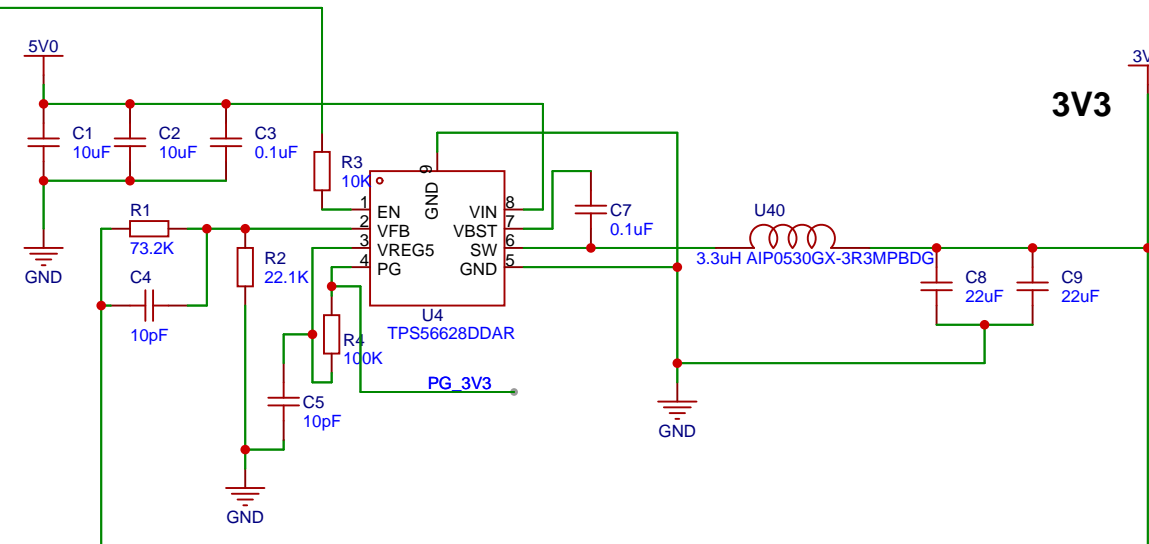 5V0
3V
3V3
C1
10uF
C2
10uF
C3
0.1uF
R3
10K
9
GND
1
EN
2
VFB
3
VREG5
4
PG
VIN
8
VBST
7
SW
6
GND
5
U4
TPS56628DDAR
C7
0.1uF
U40
3.3uH AIP0530GX-3R3MPBDG
R1
73.2K
C4
10pF
R2
22.1K
GND
C8
22uF
C9
22uF
R4
100K
PG_3V3
C5
10pF
GND
GND